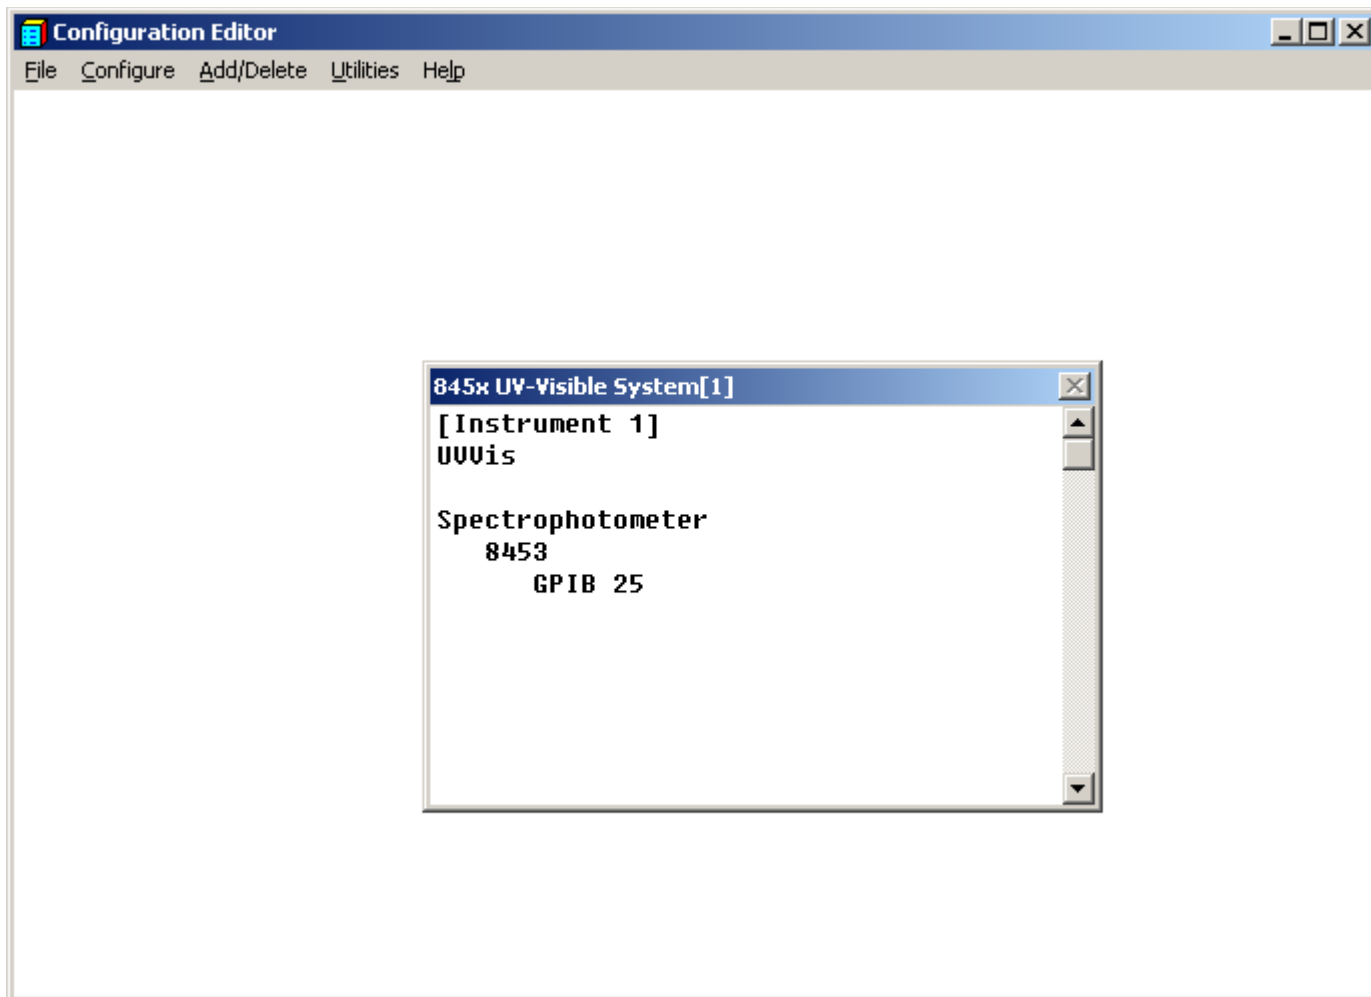 Configuration Editor
File Configure Add/Delete Utilities Help
845x UV-Visible System[1]
[Instrument 1]
UVVis
Spectrophotometer
8453
GPIB 25